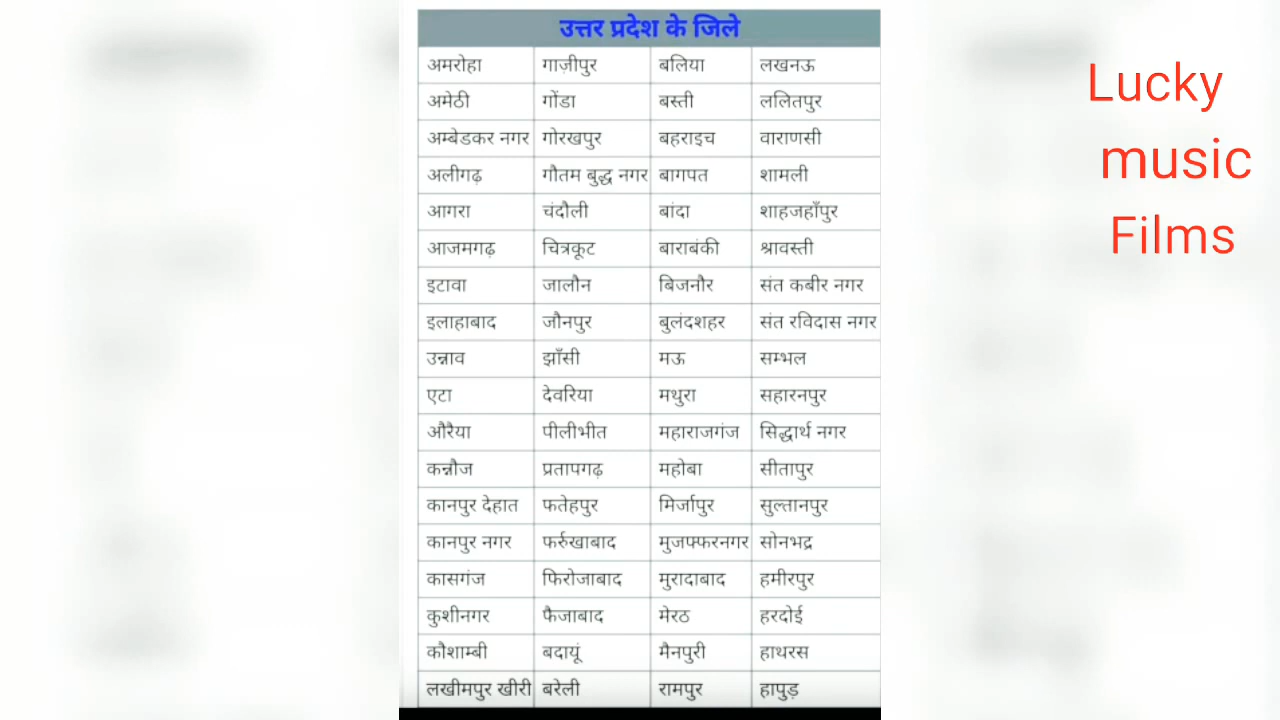 उत्तर प्रदेश के जिले
अमरोहा गाज़ीपुर बलिया लखनऊ
अमेठी गोंडा बस्ती ललितपुर
अम्बेडकर नगर गोरखपुर बहराइच वाराणसी
अलीगढ़ गौतम बुद्ध नगर बागपत शामली
आगरा चंदौली बांदा शाहजहाँपुर
आजमगढ़ चित्रकूट बाराबंकी श्रावस्ती
इटावा जालौन बिजनौर संत कबीर नगर
इलाहाबाद जौनपुर बुलंदशहर संत रविदास नगर
उन्नाव झाँसी मऊ सम्भल
एटा देवरिया मथुरा सहारनपुर
औरैया पीलीभीत महाराजगंज सिद्धार्थ नगर
कन्नौज प्रतापगढ़ महोबा सीतापुर
कानपुर देहात फतेहपुर मिर्जापुर सुल्तानपुर
कानपुर नगर फर्रुखाबाद मुजफ्फरनगर सोनभद्र
कासगंज फिरोजाबाद मुरादाबाद हमीरपुर
कुशीनगर फैजाबाद मेरठ हरदोई
कौशाम्बी बदायूं मैनपुरी हाथरस
लखीमपुर खीरी बरेली रामपुर हापुड़
Lucky
music
Films